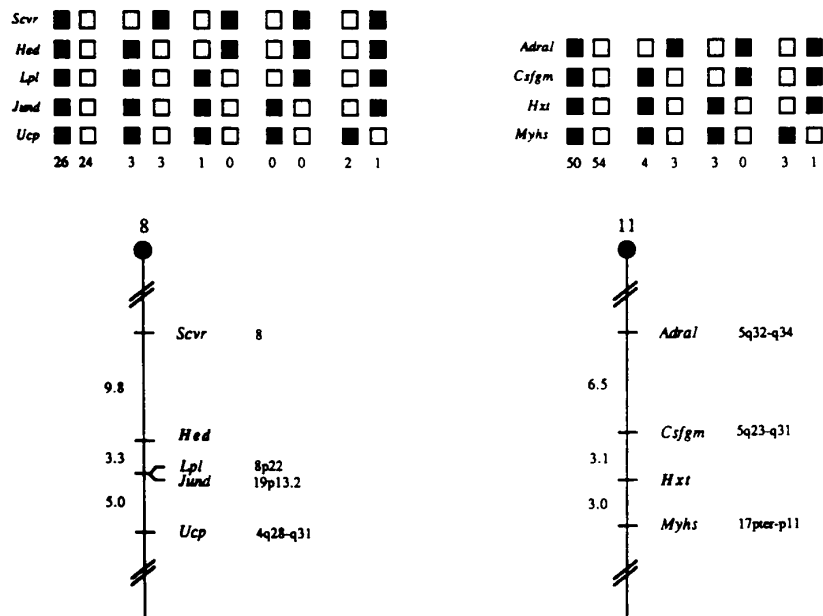 Scvr
Hed
Lpl
Jund
Ucp
26 24 3 3 1 0 0 0 2 1
Adral
Csfgm
Hxt
Myhs
50 54 4 3 3 0 3 1
8
Scvr 8
9.8
Hed
3.3
Lpl 8p22
Jund 19p13.2
5.0
Ucp 4q28-q31
11
Adral 5q32-q34
6.5
Csfgm 5q23-q31
3.1
Hxt
3.0
Myhs 17pter-p11